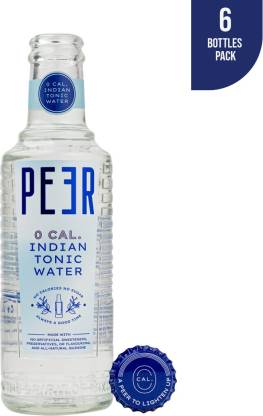 6
BOTTLES
PACK
0 CAL.
INDIAN
TONIC
WATER
PEER
0 CAL.
INDIAN
TONIC
WATER
NO CALORIES NO SUGAR
ALWAYS A GOOD TIME
MADE WITH
NO ARTIFICIAL SWEETENERS,
PRESERVATIVES, OR FLAVOURING
AND ALL-NATURAL QUININE
0
CAL.
A PEER TO LIGHTEN UP